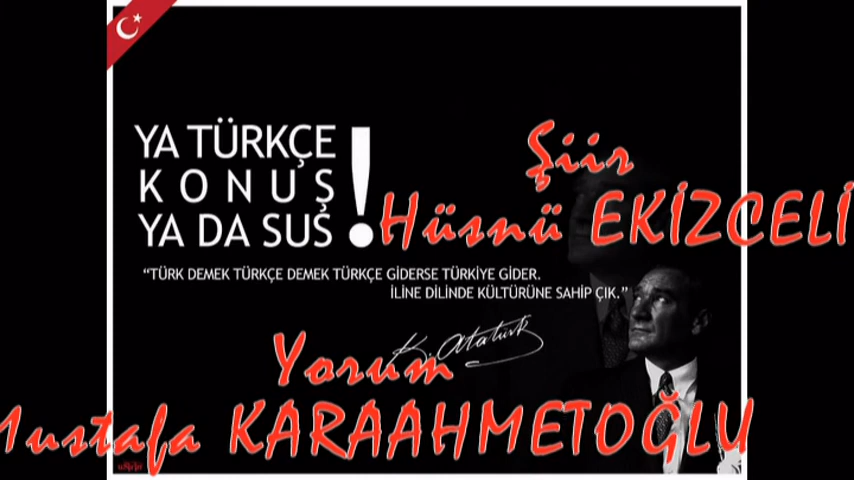 YA TÜRKÇE
KONUŞ
YA DA SUS !
Şiir
Hüsnü EKİZCELİ
“TÜRK DEMEK TÜRKÇE DEMEK TÜRKÇE GİDERSE TÜRKİYE GİDER.
İLİNE DİLİNDE KÜLTÜRÜNE SAHİP ÇIK.”
K. Atatürk
Yorum
Mustafa KARAAHMETOĞLU